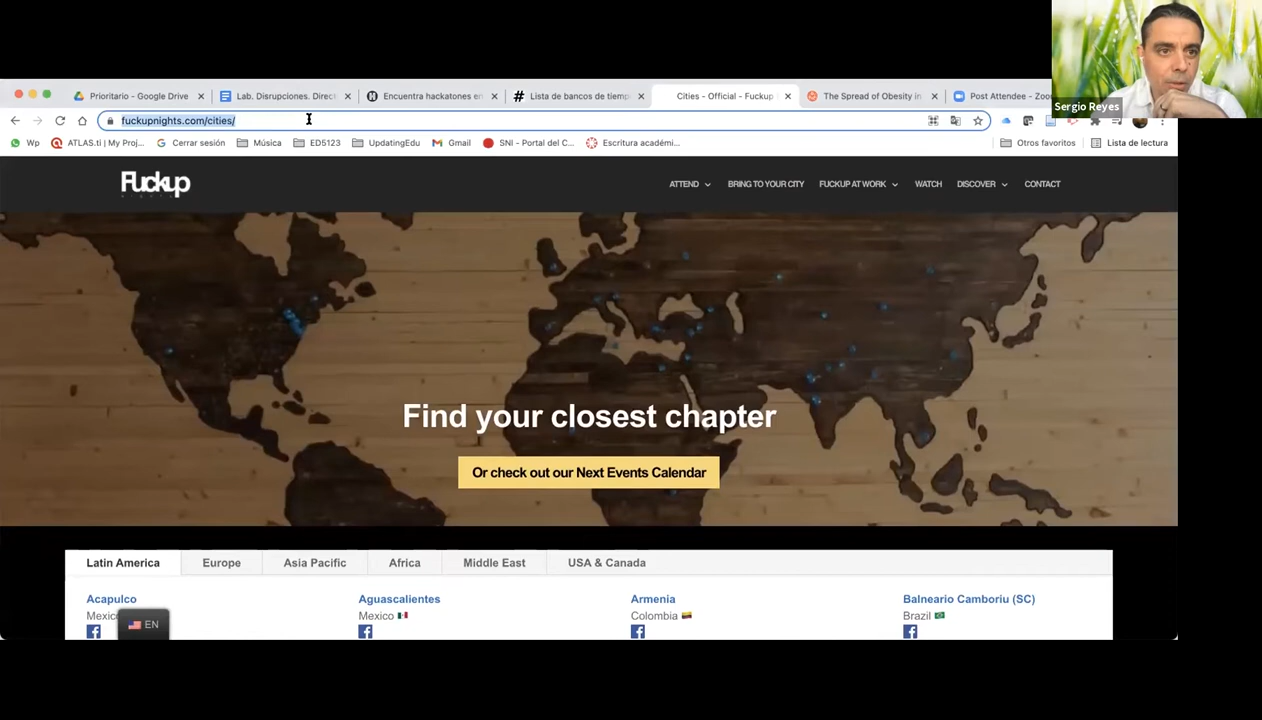 Prioritario - Google Drive
Lab. Disrupciones. Direct
Encuentra hackatones en
# Lista de bancos de tiemp
Cities - Official - Fuckup
The Spread of Obesity in
Post Attendee - Zoo
Sergio Reyes
fuckupnights.com/cities/
Wp
ATLAS.ti | My Proj...
Cerrar sesión
Música
ED5123
UpdatingEdu
Gmail
SNI - Portal del C...
Escritura académi...
Otros favoritos
Lista de lectura
Fuckup
ATTEND
BRING TO YOUR CITY
FUCKUP AT WORK
WATCH
DISCOVER
CONTACT
Find your closest chapter
Or check out our Next Events Calendar
Latin America
Europe
Asia Pacific
Africa
Middle East
USA & Canada
Acapulco
Aguascalientes
Armenia
Balneario Camboriu (SC)
Mexico
Mexico
Colombia
Brazil
EN